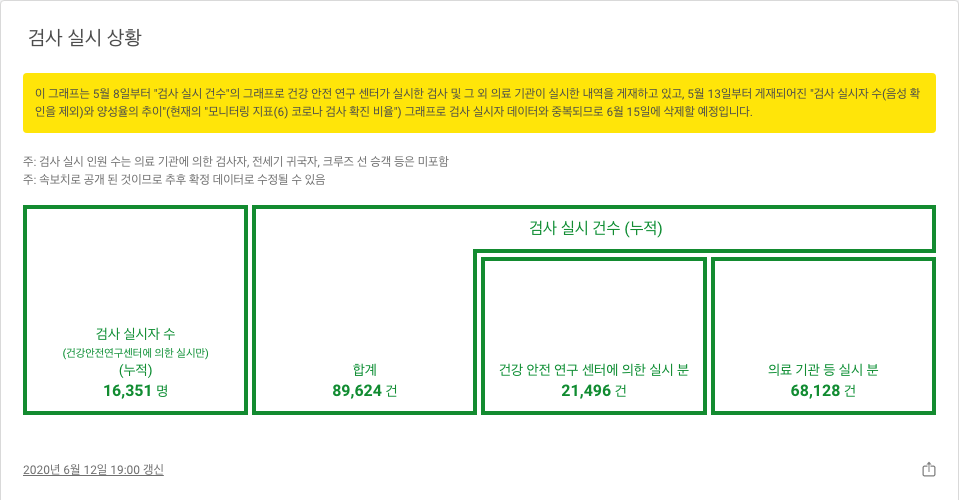 검사 실시 상황
이 그래프는 5월 8일부터 "검사 실시 건수"의 그래프로 건강 안전 연구 센터가 실시한 검사 및 그 외 의료 기관이 실시한 내역을 게재하고 있고, 5월 13일부터 게재되어진 "검사 실시자 수(음성 확
인을 제외)와 양성율의 추이"(현재의 "모니터링 지표(6) 코로나 검사 확진 비율") 그래프로 검사 실시자 데이터와 중복되므로 6월 15일에 삭제할 예정입니다.
주: 검사 실시 인원 수는 의료 기관에 의한 검사자, 전세기 귀국자, 크루즈 선 승객 등은 미포함
주: 속보치로 공개 된 것이므로 추후 확정 데이터로 수정될 수 있음
검사 실시자 수
(건강안전연구센터에 의한 실시만)
(누적)
16,351 명
검사 실시 건수 (누적)
합계
89,624 건
건강 안전 연구 센터에 의한 실시 분
21,496 건
의료 기관 등 실시 분
68,128 건
2020년 6월 12일 19:00 갱신